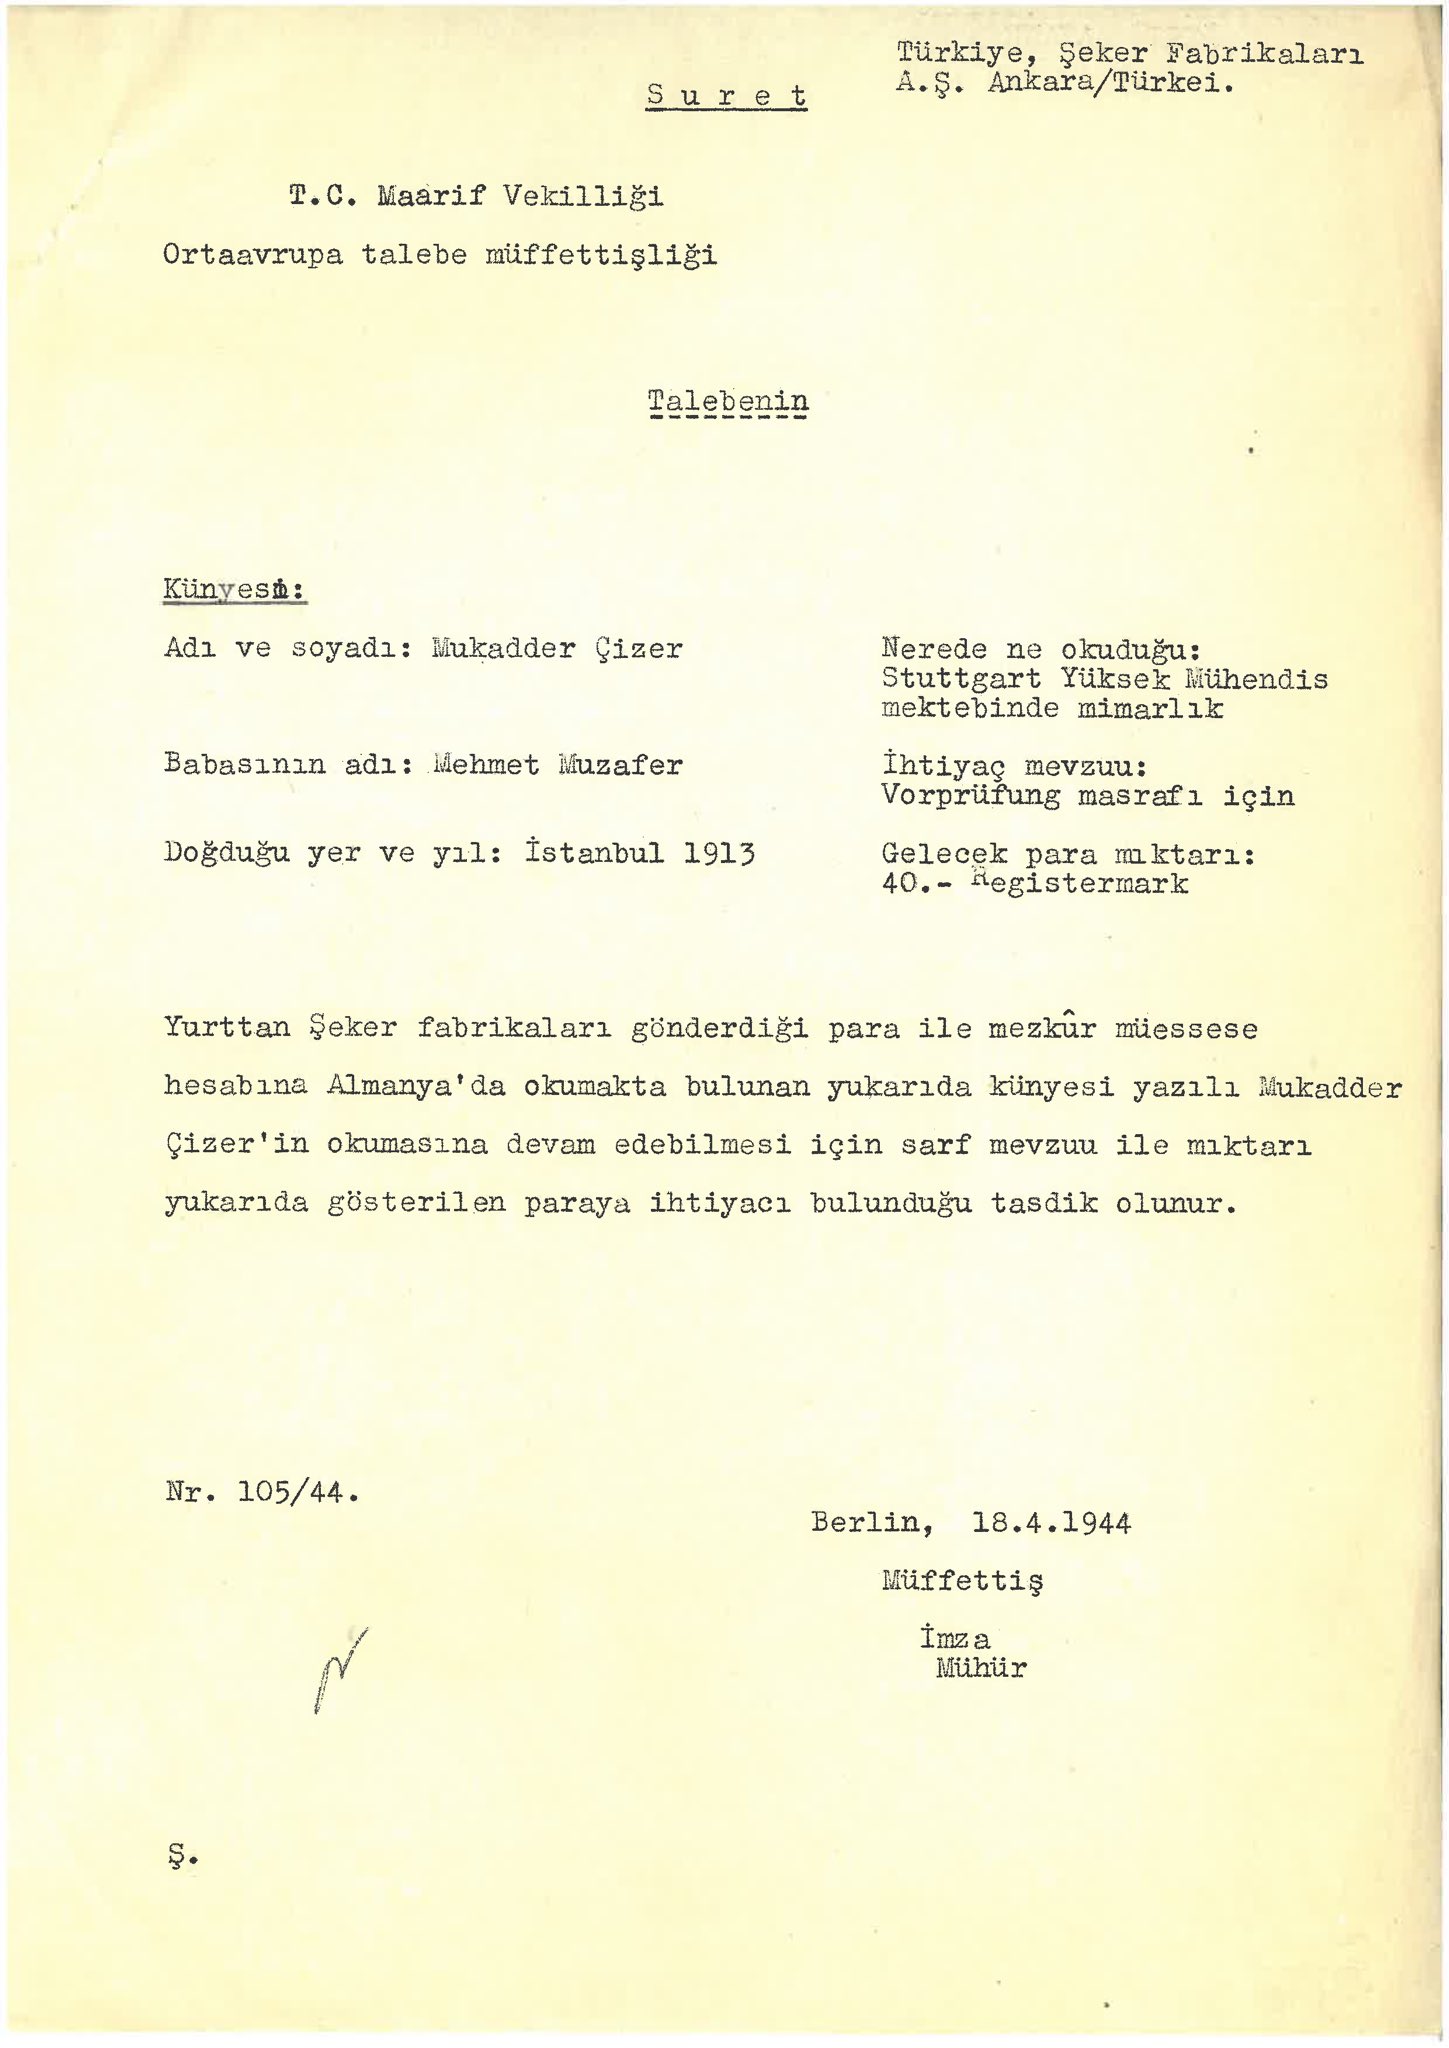 Türkiye, Şeker Fabrikaları
A.Ş. Ankara/Türkei.
S u r e t
T.C. Maarif Vekilliği
Ortaavrupa talebe müffettişliği
Talebenin
Künyesi:
Adı ve soyadı: Mukadder Çizer
Nerede ne okuduğu:
Stuttgart Yüksek Mühendis
mektebinde mimarlık
Babasının adı: Mehmet Muzafer
İhtiyaç mevzuu:
Vorprüfung masrafı için
Doğduğu yer ve yıl: İstanbul 1913
Gelecek para mıktarı:
40.- Registermark
Yurttan Şeker fabrikaları gönderdiği para ile mezkûr müessese
hesabına Almanya'da okumakta bulunan yukarıda künyesi yazılı Mukadder
Çizer'in okumasına devam edebilmesi için sarf mevzuu ile mıktarı
yukarıda gösterilen paraya ihtiyacı bulunduğu tasdik olunur.
Nr. 105/44.
Berlin, 18.4.1944
Müffettiş
İmza
Mühür
Ş.